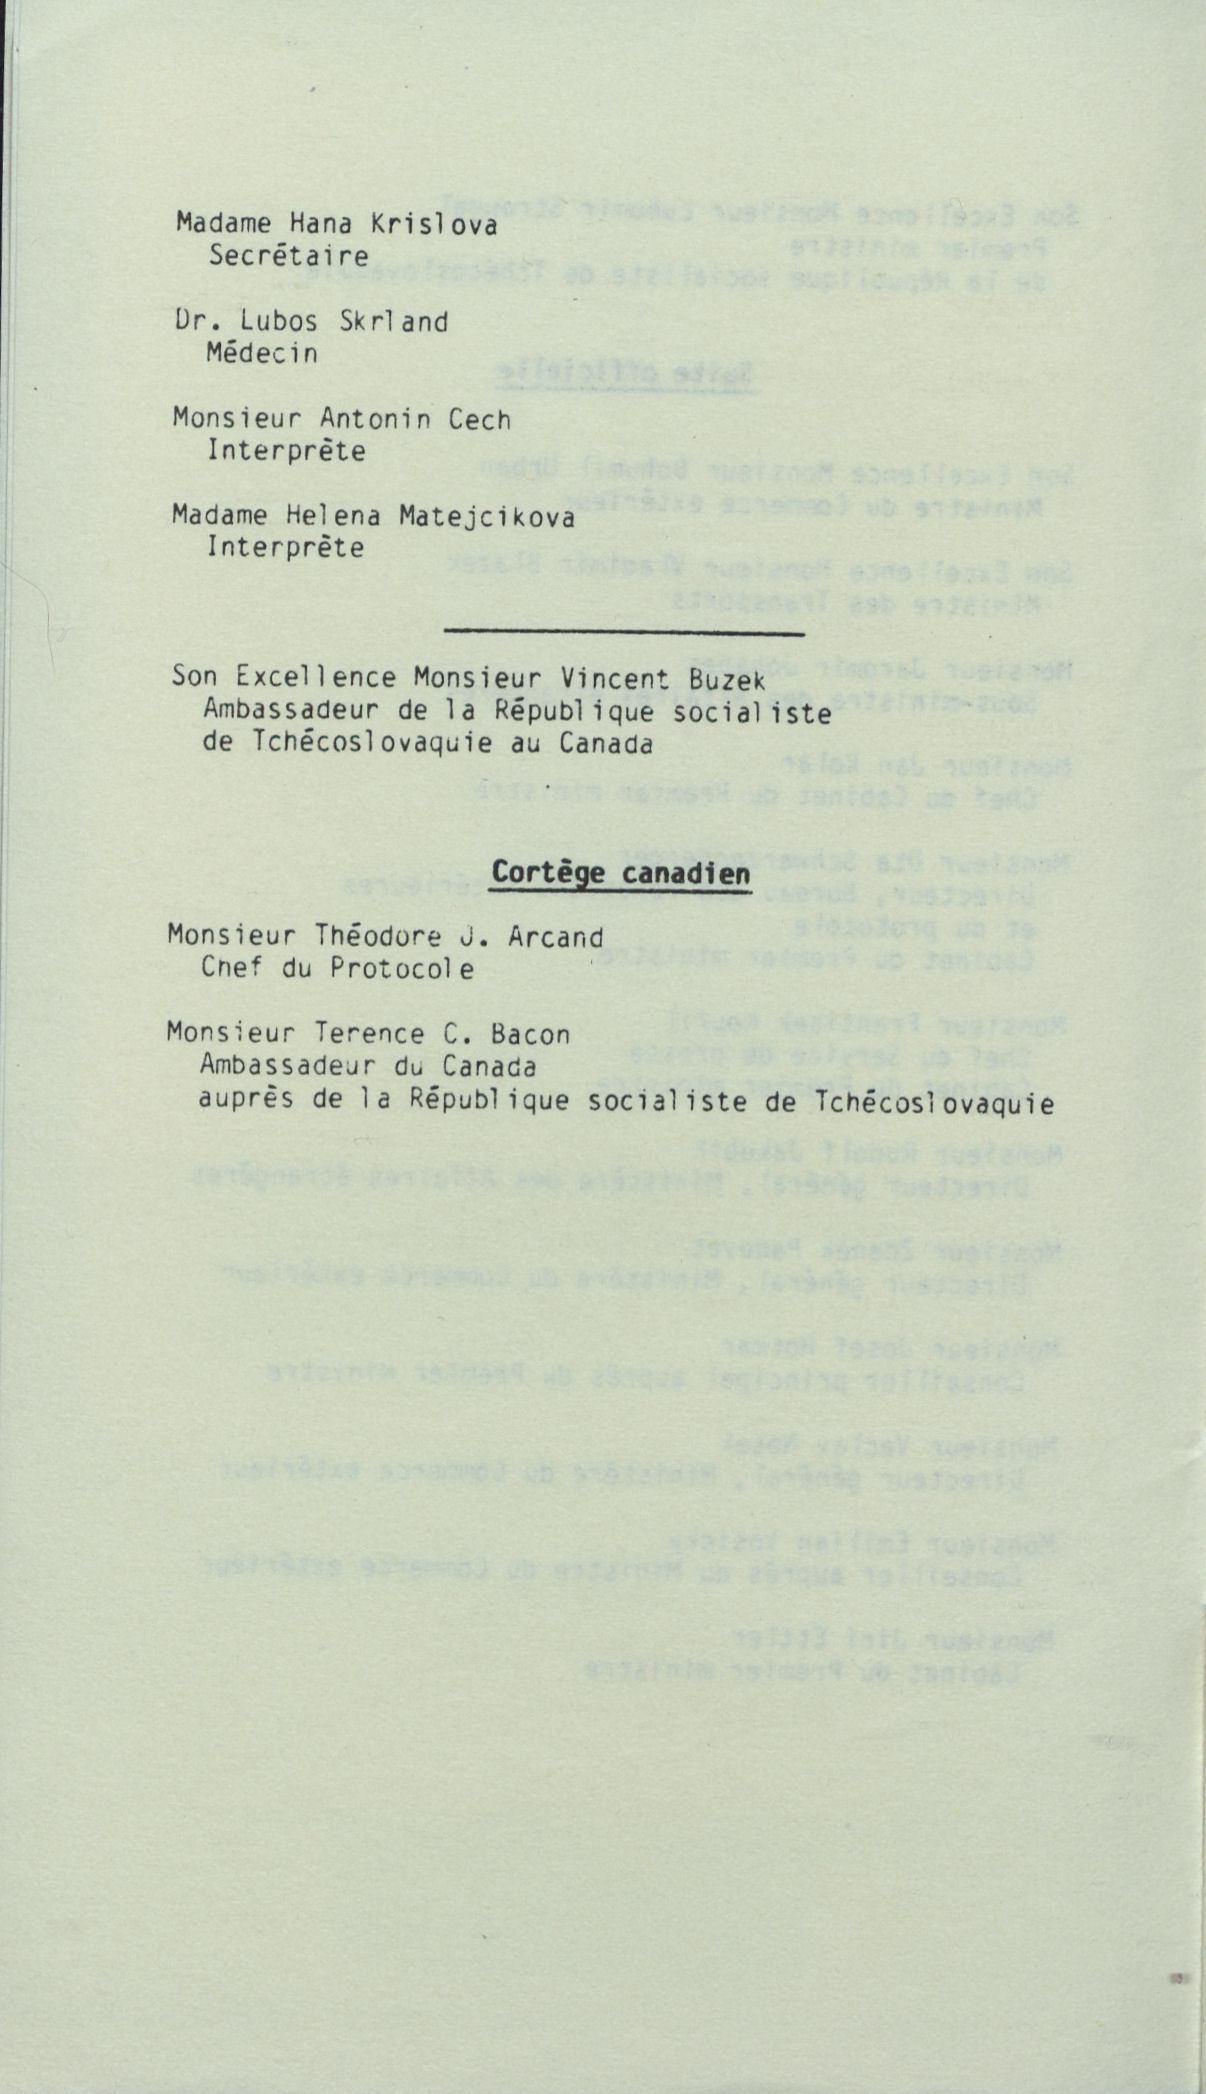 Madame Hana Krislova
Secrétaire
Dr. Lubos Skrland
Médecin
Monsieur Antonin Cech
Interprète
Madame Helena Matejcikova
Interprète
Son Excellence Monsieur Vincent Buzek
Ambassadeur de la République socialiste
de Tchécoslovaquie au Canada
Cortège canadien
Monsieur Théodore J. Arcand
Chef du Protocole
Monsieur Terence C. Bacon
Ambassadeur du Canada
auprès de la République socialiste de Tchécoslovaquie